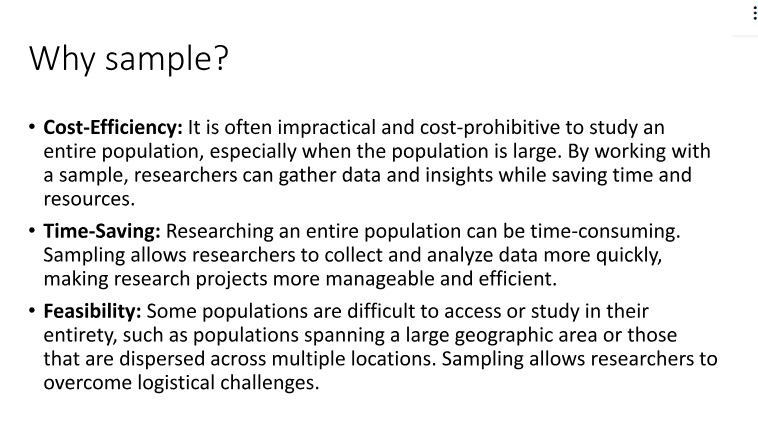 Why sample?
• Cost-Efficiency: It is often impractical and cost-prohibitive to study an
entire population, especially when the population is large. By working with
a sample, researchers can gather data and insights while saving time and
resources.
• Time-Saving: Researching an entire population can be time-consuming.
Sampling allows researchers to collect and analyze data more quickly,
making research projects more manageable and efficient.
• Feasibility: Some populations are difficult to access or study in their
entirety, such as populations spanning a large geographic area or those
that are dispersed across multiple locations. Sampling allows researchers to
overcome logistical challenges.